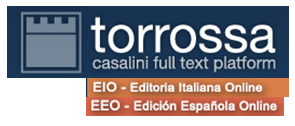 torrossa
casalini full text platform
EIO - Editoria Italiana Online
EEO - Edición Española Online